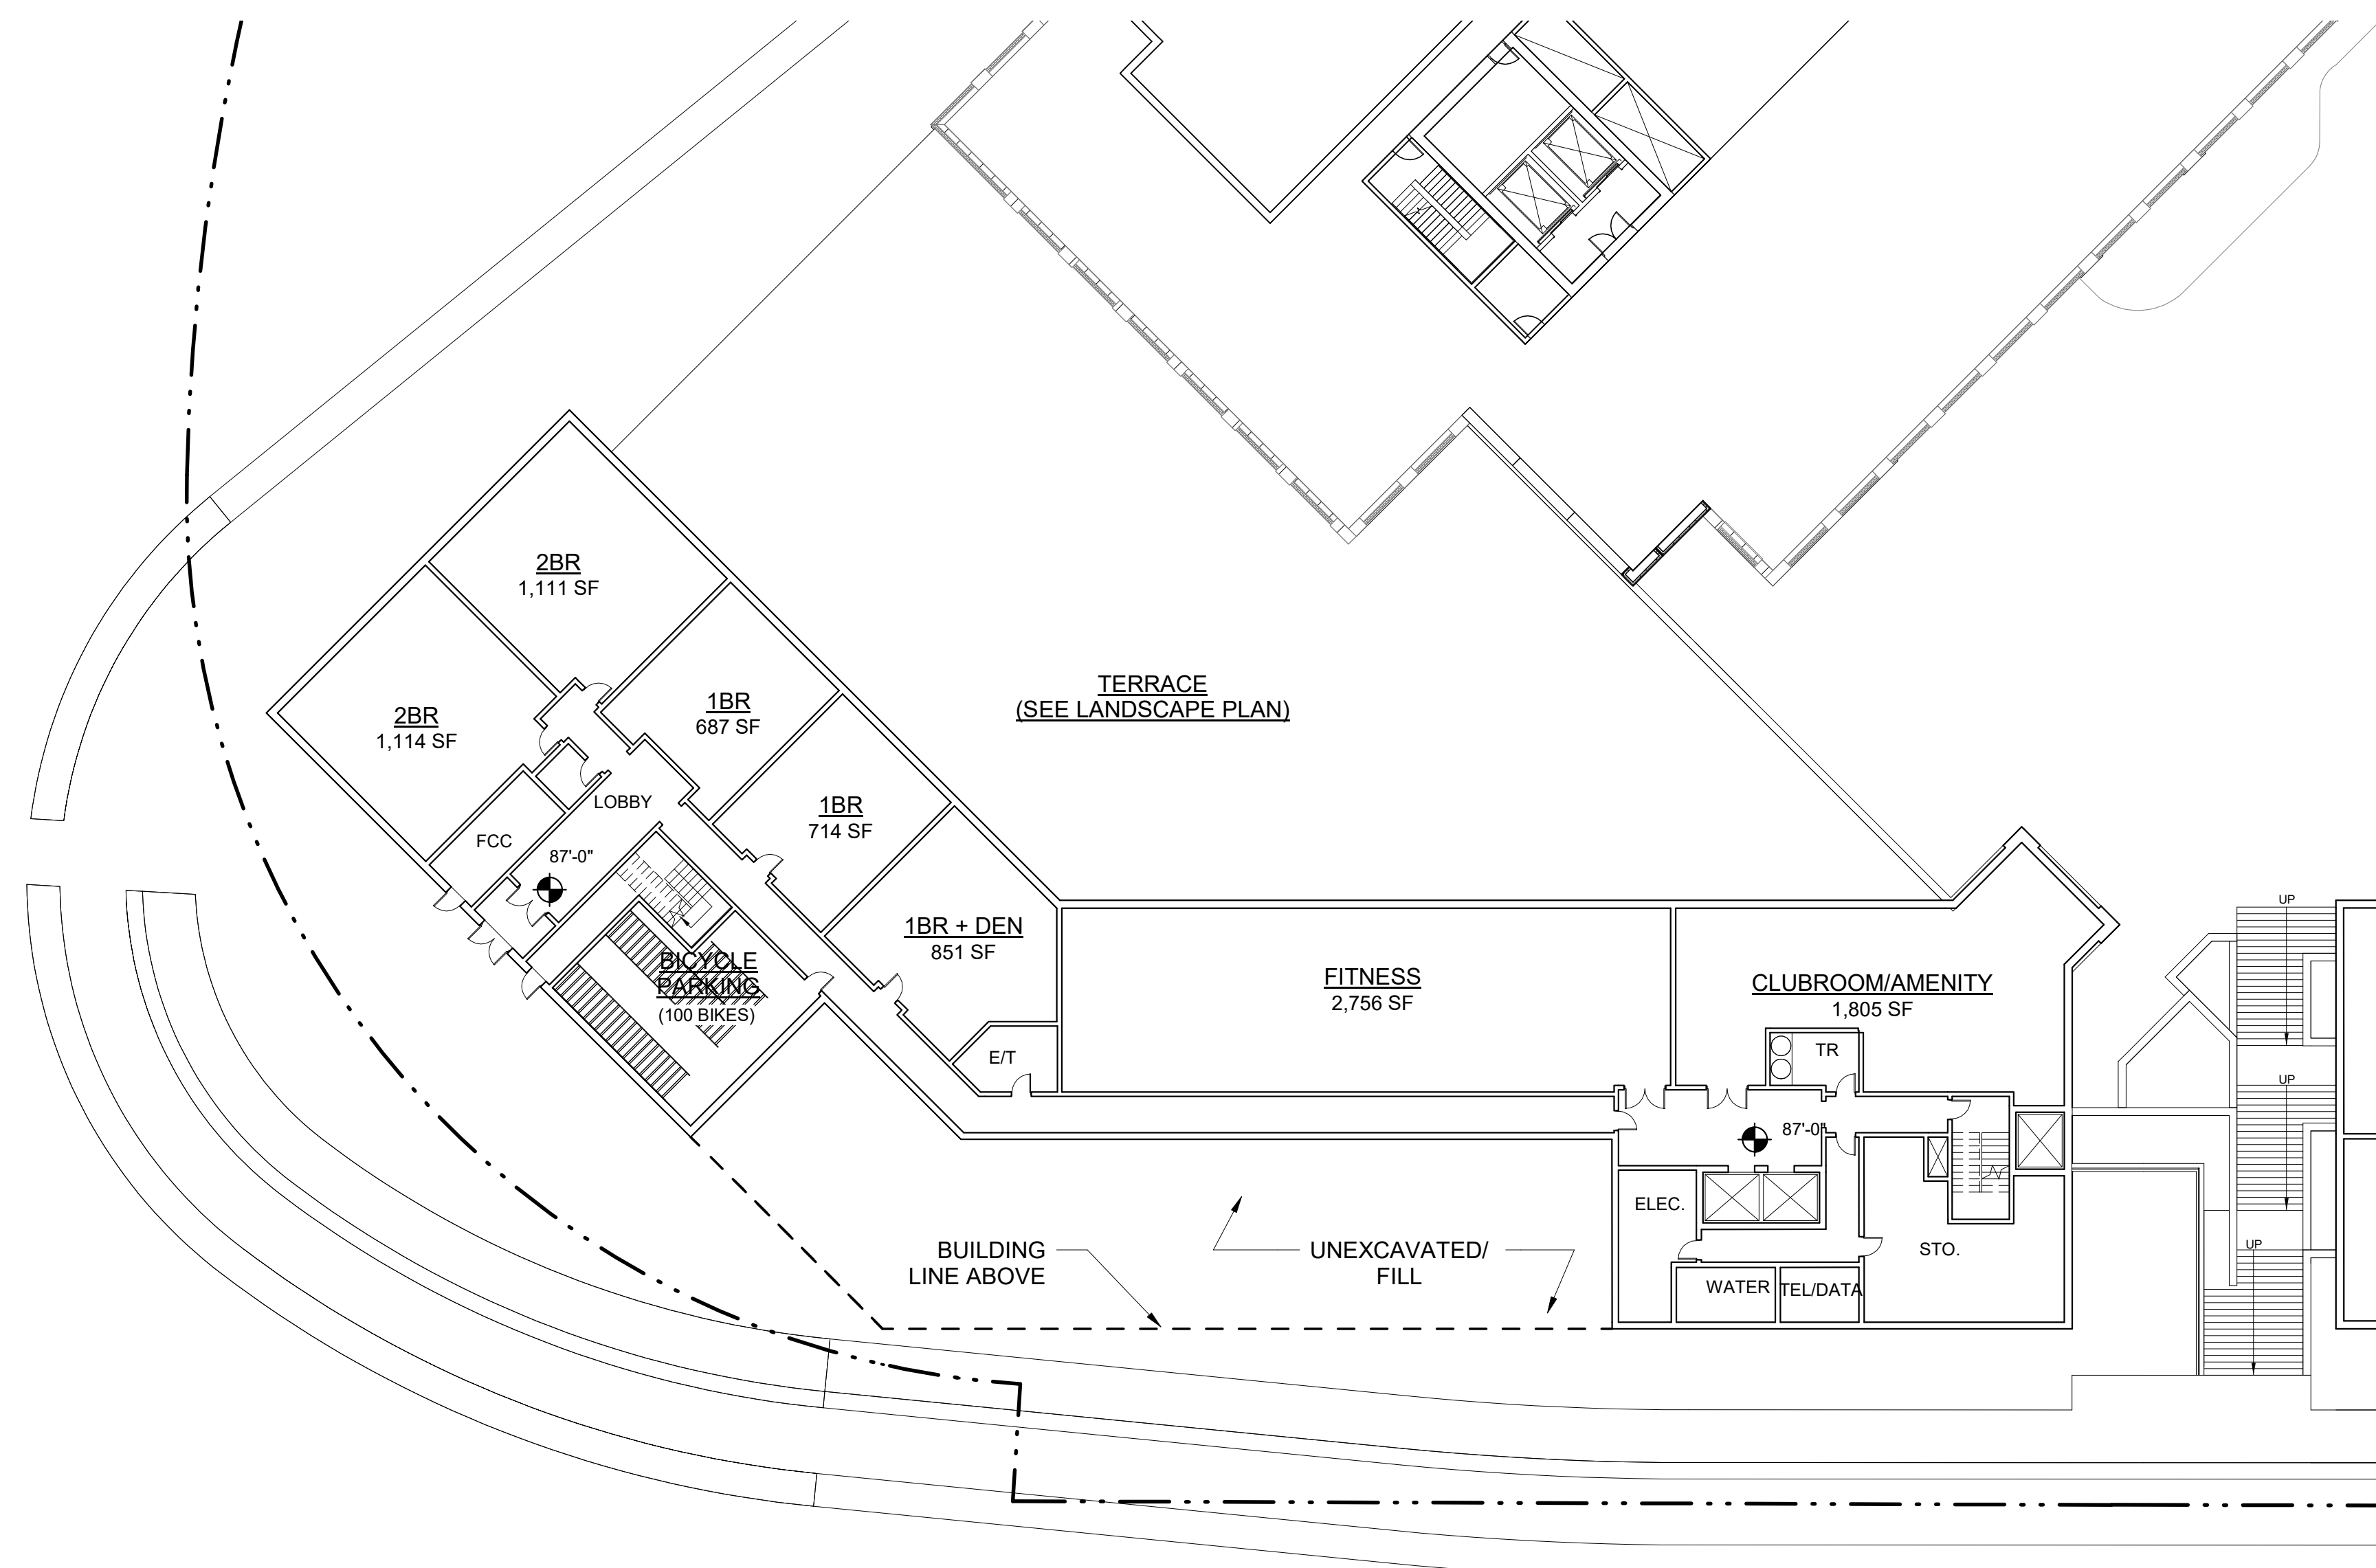 2BR
1,111 SF
2BR
1,114 SF
1BR
687 SF
TERRACE
(SEE LANDSCAPE PLAN)
LOBBY
1BR
714 SF
FCC
87'-0"
1BR + DEN
851 SF
BICYCLE
PARKING
(100 BIKES)
E/T
FITNESS
2,756 SF
CLUBROOM/AMENITY
1,805 SF
TR
87'-0"
UP
UP
UP
ELEC.
STO.
WATER
TEL/DATA
BUILDING
LINE ABOVE
UNEXCAVATED/
FILL